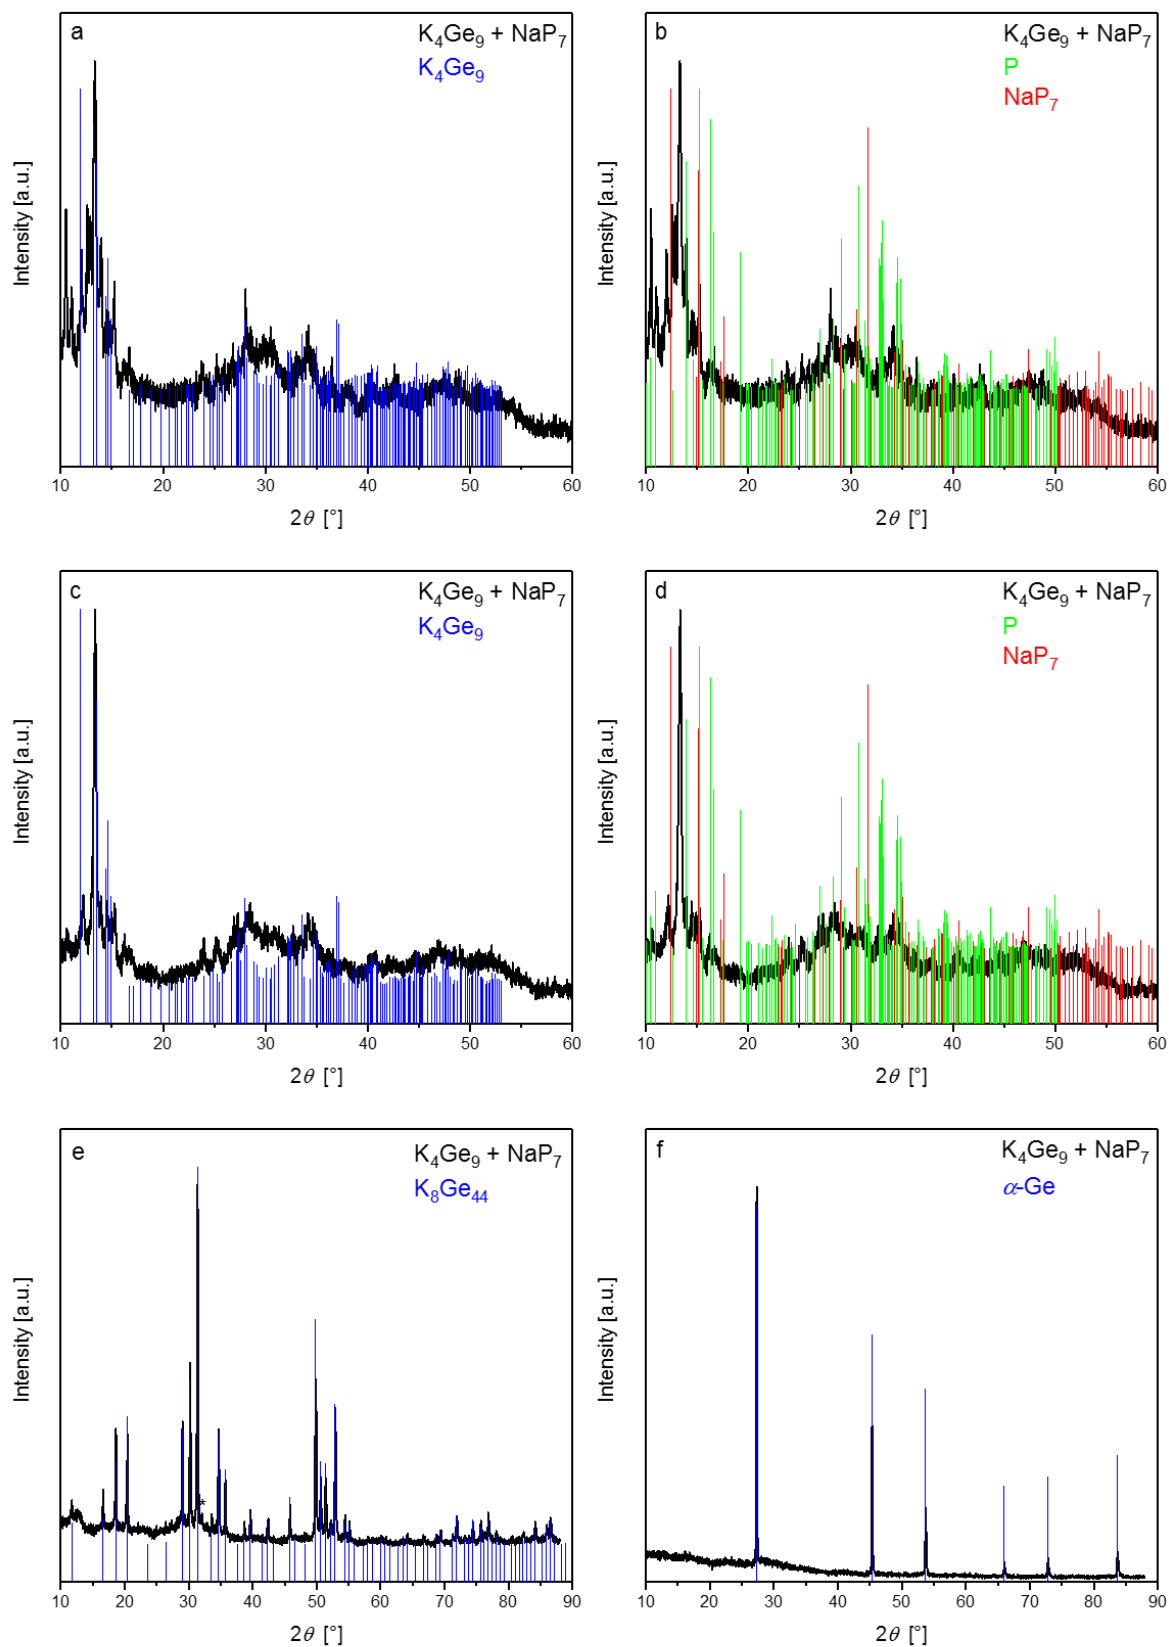 a
K₄Ge₉ + NaP₇
K₄Ge₉
Intensity [a.u.]
10 20 30 40 50 60
2θ [°]
b
K₄Ge₉ + NaP₇
P
NaP₇
Intensity [a.u.]
10 20 30 40 50 60
2θ [°]
c
K₄Ge₉ + NaP₇
K₄Ge₉
Intensity [a.u.]
10 20 30 40 50 60
2θ [°]
d
K₄Ge₉ + NaP₇
P
NaP₇
Intensity [a.u.]
10 20 30 40 50 60
2θ [°]
e
K₄Ge₉ + NaP₇
K₈Ge₄₄
*
Intensity [a.u.]
10 20 30 40 50 60 70 80 90
2θ [°]
f
K₄Ge₉ + NaP₇
α-Ge
Intensity [a.u.]
10 20 30 40 50 60 70 80 90
2θ [°]